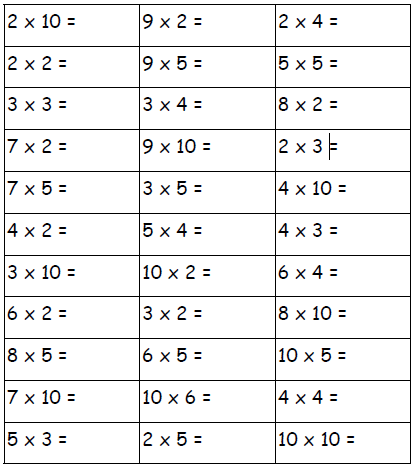 2 x 10 = 9 x 2 = 2 x 4 =
2 x 2 = 9 x 5 = 5 x 5 =
3 x 3 = 3 x 4 = 8 x 2 =
7 x 2 = 9 x 10 = 2 x 3 =
7 x 5 = 3 x 5 = 4 x 10 =
4 x 2 = 5 x 4 = 4 x 3 =
3 x 10 = 10 x 2 = 6 x 4 =
6 x 2 = 3 x 2 = 8 x 10 =
8 x 5 = 6 x 5 = 10 x 5 =
7 x 10 = 10 x 6 = 4 x 4 =
5 x 3 = 2 x 5 = 10 x 10 =